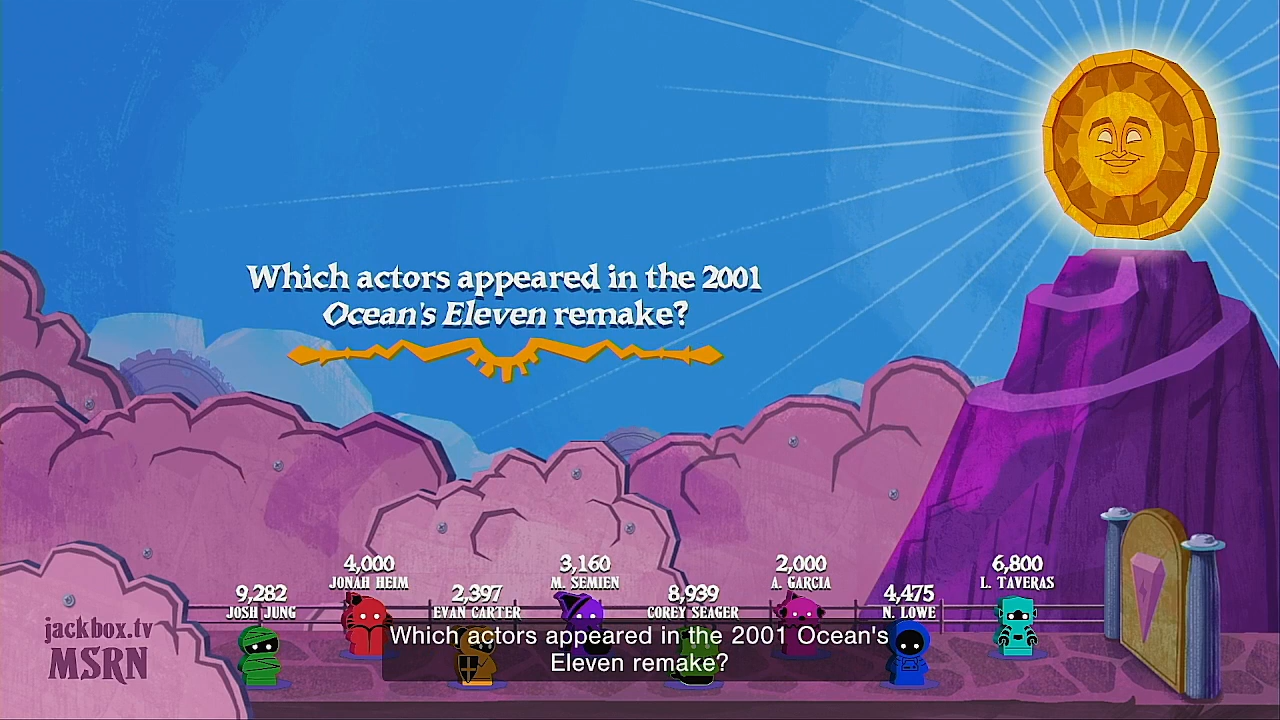 Which actors appeared in the 2001
Ocean's Eleven remake?
4,000
JONAH HEIM
3,160
M. SEMIEN
2,000
A. GARCIA
6,800
L. TAVERAS
9,282
JOSH JUNG
2,397
EVAN CARTER
8,939
COREY SEAGER
4,475
N. LOWE
Which actors appeared in the 2001 Ocean's
Eleven remake?
jackbox.tv
MSRN